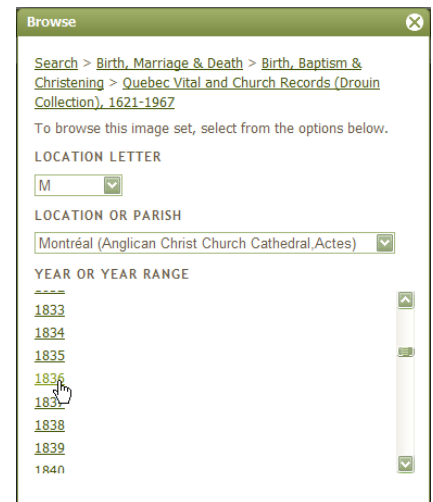 Browse
Search > Birth, Marriage & Death > Birth, Baptism &
Christening > Quebec Vital and Church Records (Drouin
Collection), 1621-1967
To browse this image set, select from the options below.
LOCATION LETTER
M
LOCATION OR PARISH
Montréal (Anglican Christ Church Cathedral,Actes)
YEAR OR YEAR RANGE
1833
1834
1835
1836
1837
1838
1839
1840